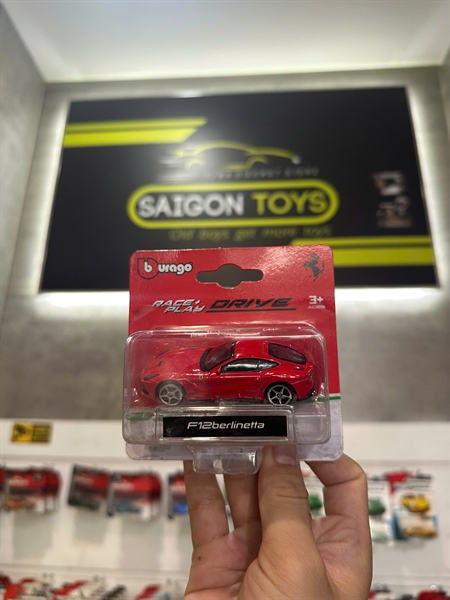 SAIGON TOYS
Old boys get more toys
Burago
RACE+
PLAY
DRIVE
3+
F12berlinetta